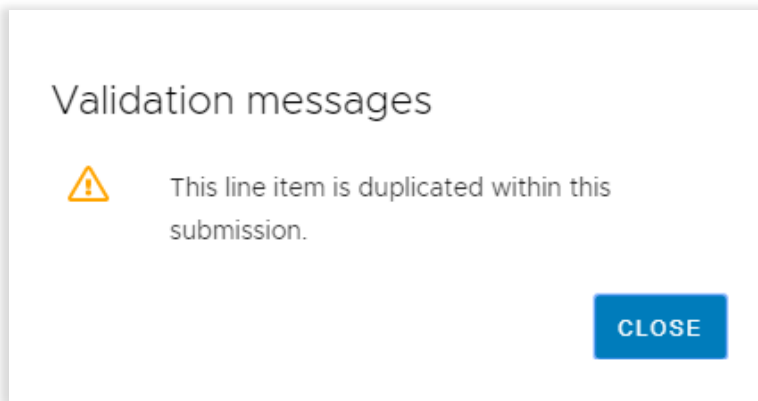 Validation messages
This line item is duplicated within this
submission.
CLOSE